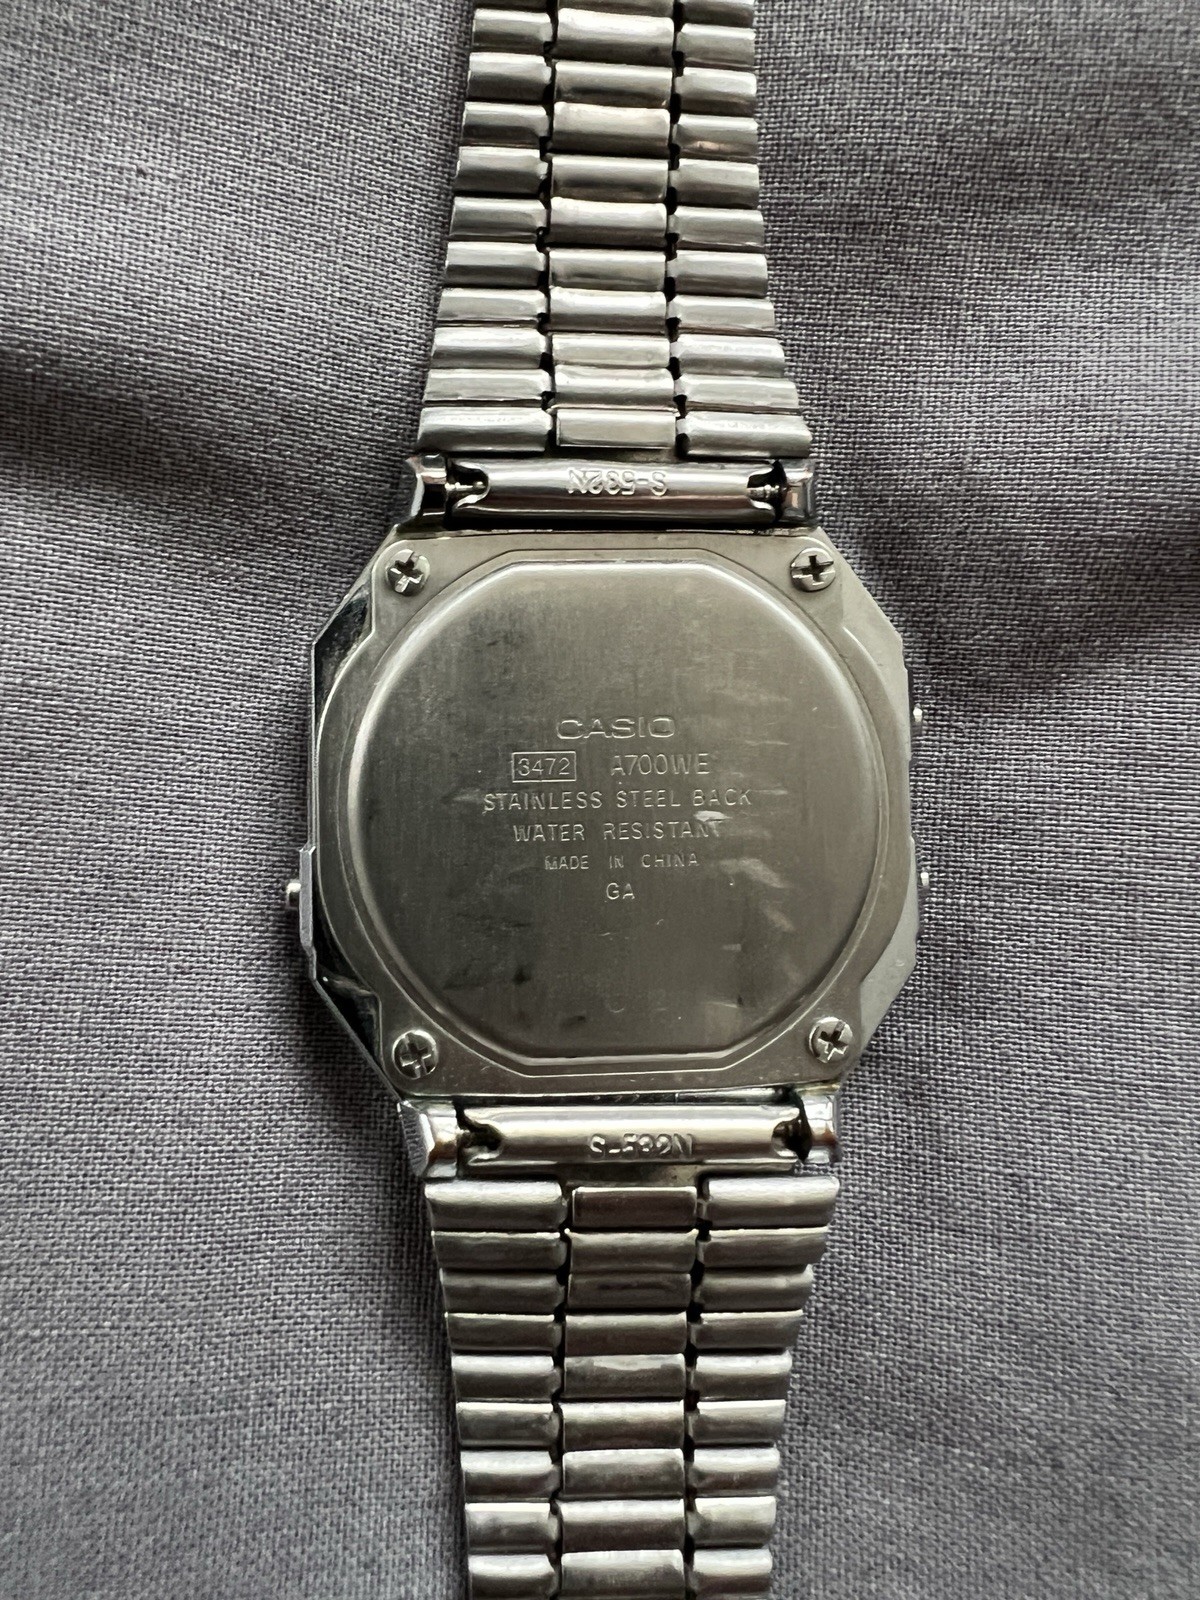 S-532N
CASIO
3472 A700WE
STAINLESS STEEL BACK
WATER RESISTANT
MADE IN CHINA
GA
S-532N